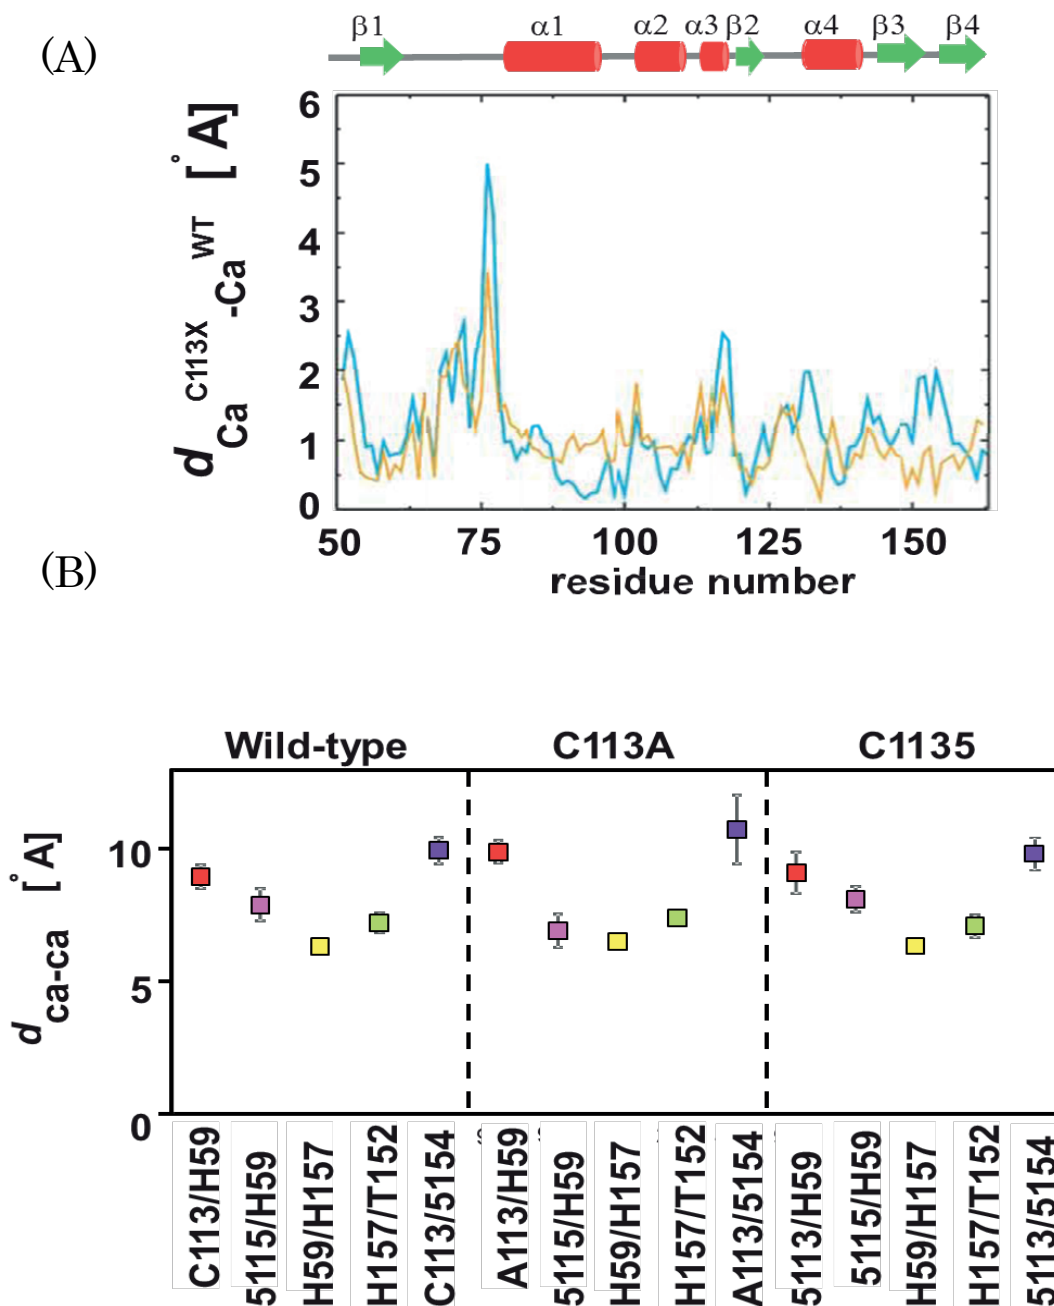 (A)
β1 α1 α2 α3 β2 α4 β3 β4
dCa^C113X-Ca^WT [Å]
6
5
4
3
2
1
0
50 75 100 125 150
residue number
(B)
Wild-type C113A C1135
d ca-ca [Å]
10
5
0
C113/H59
5115/H59
H59/H157
H157/T152
C113/5154
A113/H59
5115/H59
H59/H157
H157/T152
A113/5154
5113/H59
5115/H59
H59/H157
H157/T152
5113/5154